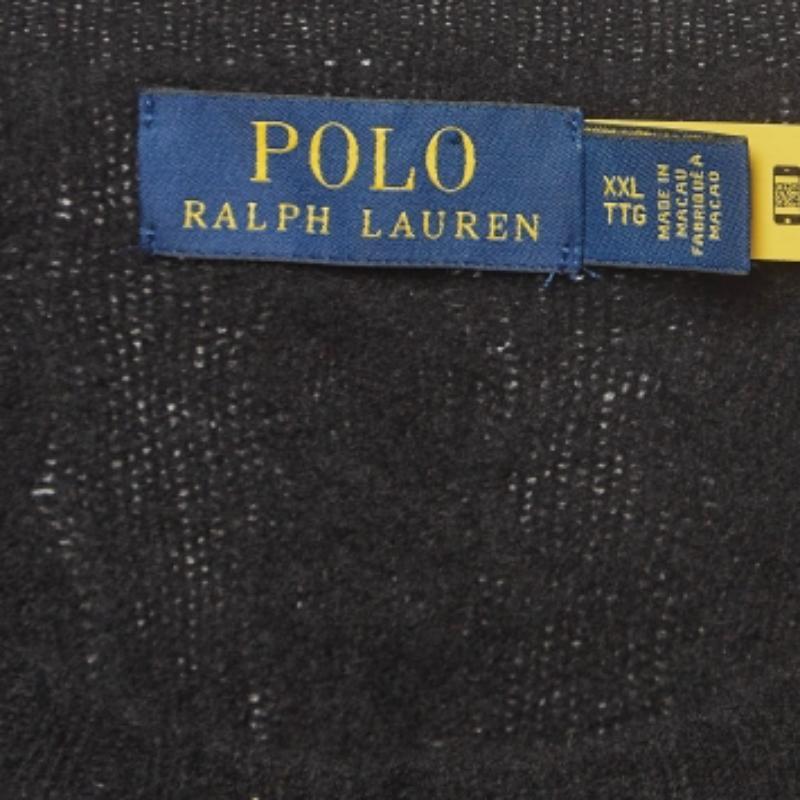 POLO
RALPH LAUREN
XXL
TTG
MADE IN
MACAU
FABRIQUÉ À
MACAO